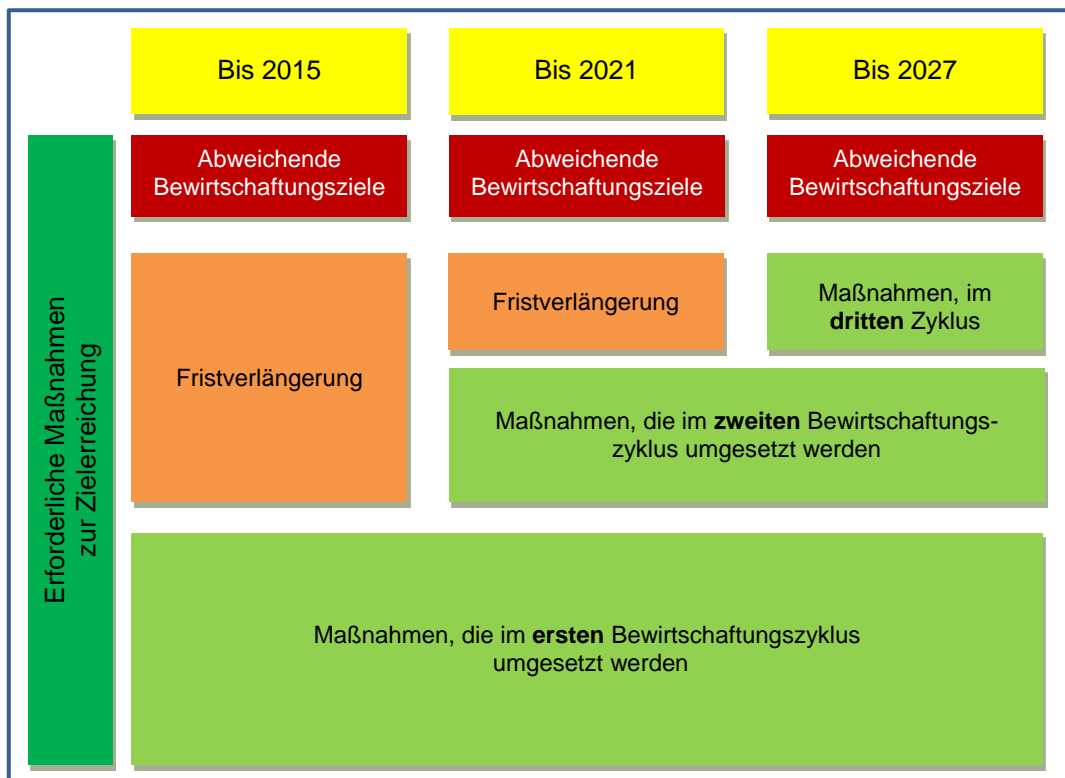 Bis 2015
Bis 2021
Bis 2027
Erforderliche Maßnahmen
zur Zielerreichung
Abweichende
Bewirtschaftungsziele
Abweichende
Bewirtschaftungsziele
Abweichende
Bewirtschaftungsziele
Fristverlängerung
Fristverlängerung
Maßnahmen, im
dritten Zyklus
Maßnahmen, die im zweiten Bewirtschaftungs-
zyklus umgesetzt werden
Maßnahmen, die im ersten Bewirtschaftungszyklus
umgesetzt werden